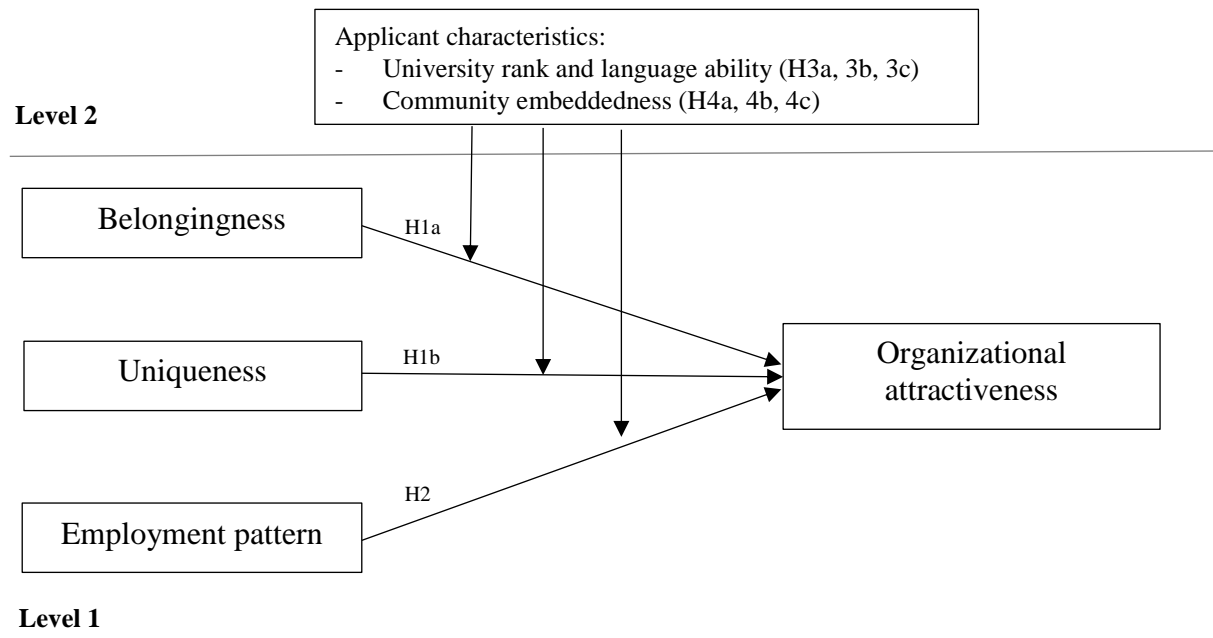 Applicant characteristics:
- University rank and language ability (H3a, 3b, 3c)
- Community embeddedness (H4a, 4b, 4c)
Level 2
Belongingness
H1a
Uniqueness
H1b
Organizational
attractiveness
H2
Employment pattern
Level 1